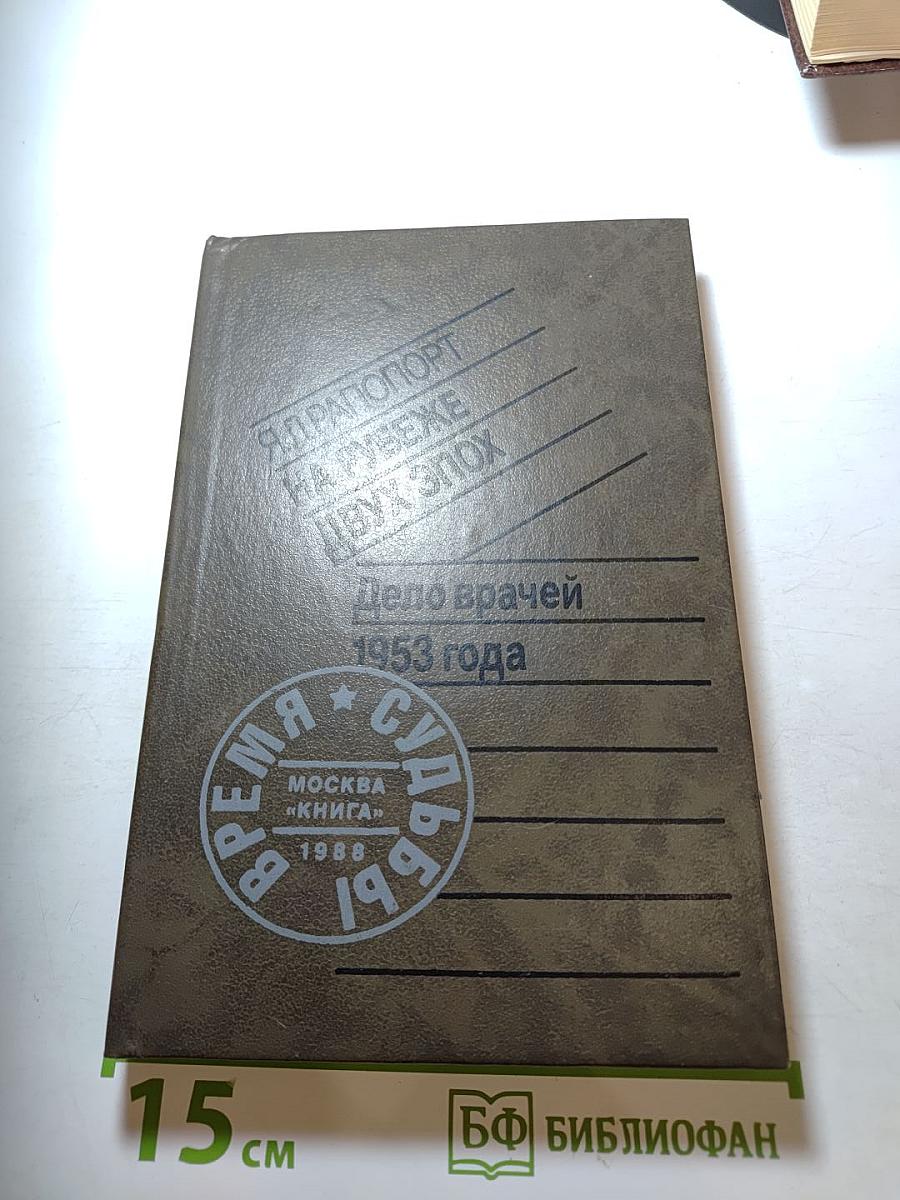 Я.Л.РАПОПОРТ
НА РУБЕЖЕ
ДВУХ ЭПОХ
Дело врачей
1953 года
ВРЕМЯ ★ СУДЬБЫ
МОСКВА
«КНИГА»
1988
15 см
БФ БИБЛИОФАН